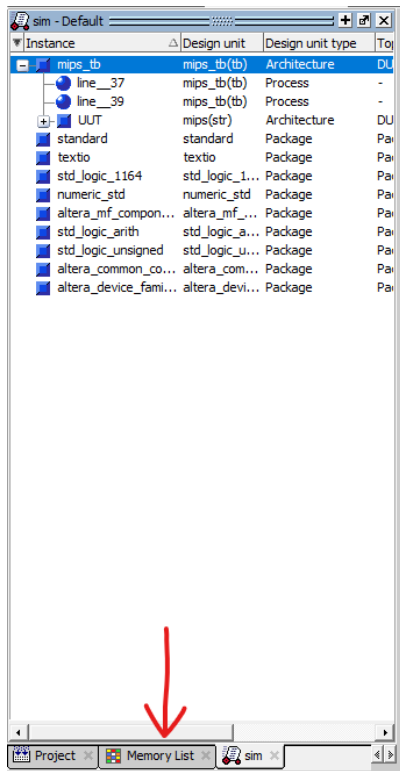 sim - Default
Instance Design unit Design unit type Top
mips_tb mips_tb(tb) Architecture DU
line__37 mips_tb(tb) Process -
line__39 mips_tb(tb) Process -
UUT mips(str) Architecture DU
standard standard Package Pa
textio textio Package Pa
std_logic_1164 std_logic_1... Package Pa
numeric_std numeric_std Package Pa
altera_mf_compon... altera_mf_... Package Pa
std_logic_arith std_logic_a... Package Pa
std_logic_unsigned std_logic_u... Package Pa
altera_common_co... altera_com... Package Pa
altera_device_fami... altera_devi... Package Pa
Project Memory List sim